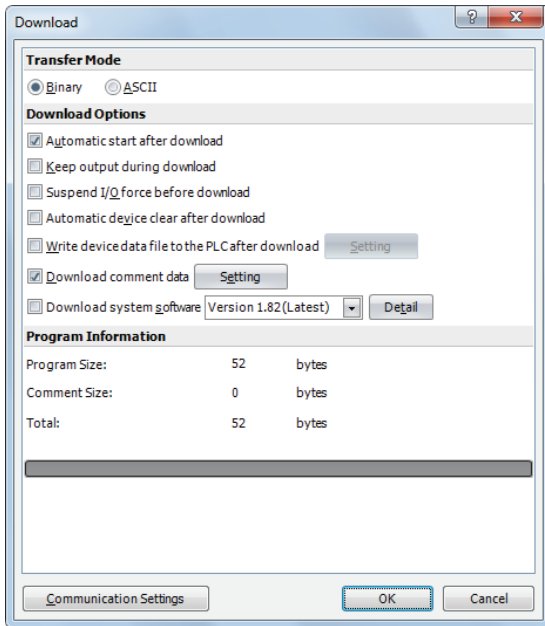 Download
Transfer Mode
Binary ASCII
Download Options
Automatic start after download
Keep output during download
Suspend I/O force before download
Automatic device clear after download
Write device data file to the PLC after download Setting
Download comment data Setting
Download system software Version 1.82(Latest) Detail
Program Information
Program Size: 52 bytes
Comment Size: 0 bytes
Total: 52 bytes
Communication Settings OK Cancel